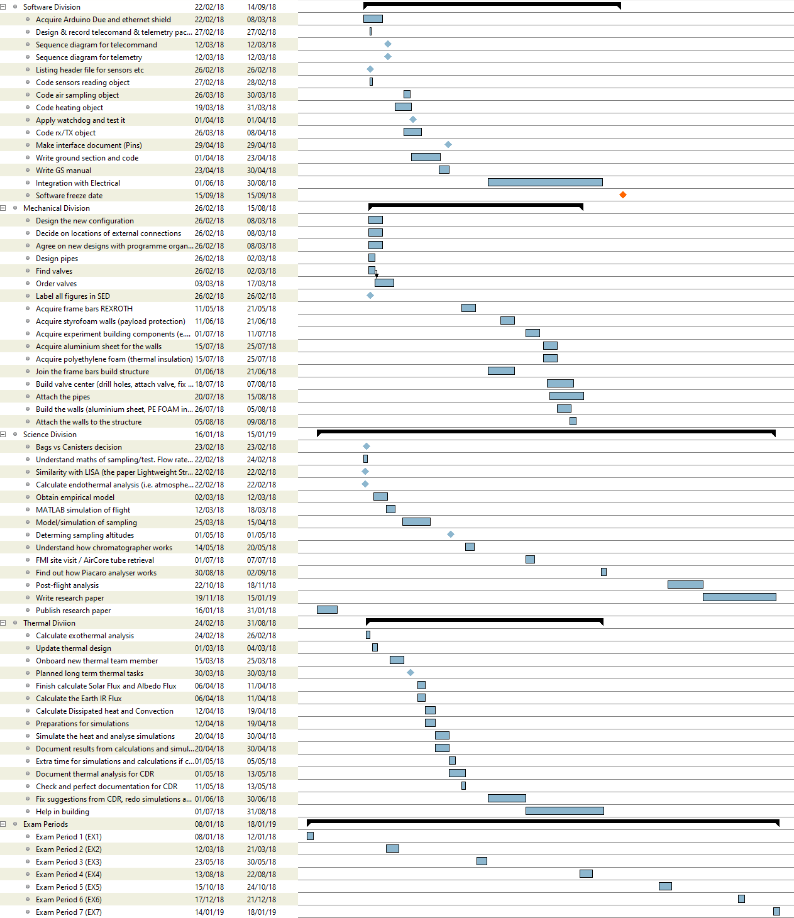 Software Division 22/02/18 14/09/18
Acquire Arduino Due and ethernet shield 22/02/18 08/03/18
Design & record telecomand & telemetry pac... 27/02/18 27/02/18
Sequence diagram for telecommand 12/03/18 12/03/18
Sequence diagram for telemetry 12/03/18 12/03/18
Listing header file for sensors etc 26/02/18 26/02/18
Code sensors reading object 27/02/18 28/02/18
Code air sampling object 26/03/18 30/03/18
Code heating object 19/03/18 31/03/18
Apply watchdog and test it 01/04/18 01/04/18
Code rx/TX object 26/03/18 08/04/18
Make interface document (Pins) 29/04/18 29/04/18
Write ground section and code 01/04/18 23/04/18
Write GS manual 23/04/18 30/04/18
Integration with Electrical 01/06/18 30/08/18
Software freeze date 15/09/18 15/09/18
Mechanical Division 26/02/18 15/08/18
Design the new configuration 26/02/18 08/03/18
Decide on locations of external connections 26/02/18 08/03/18
Agree on new designs with programme organ... 26/02/18 08/03/18
Design pipes 26/02/18 02/03/18
Find valves 26/02/18 02/03/18
Order valves 03/03/18 17/03/18
Label all figures in SED 26/02/18 26/02/18
Acquire frame bars REXROTH 11/05/18 21/05/18
Acquire styrofoam walls (payload protection) 11/06/18 21/06/18
Acquire experiment building components (e.... 01/07/18 11/07/18
Acquire aluminium sheet for the walls 15/07/18 25/07/18
Acquire polyethylene foam (thermal insulation) 15/07/18 25/07/18
Join the frame bars build structure 01/06/18 21/06/18
Build valve center (drill holes, attach valve, fix ... 18/07/18 07/08/18
Attach the pipes 20/07/18 15/08/18
Build the walls (aluminium sheet, PE FOAM in... 26/07/18 05/08/18
Attach the walls to the structure 05/08/18 09/08/18
Science Division 16/01/18 15/01/19
Bags vs Canisters decision 23/02/18 23/02/18
Understand maths of sampling/test. Flow rate... 22/02/18 24/02/18
Similarity with LISA (the paper Lightweight Str... 22/02/18 22/02/18
Calculate endothermal analysis (i.e. atmosphe... 22/02/18 22/02/18
Obtain empirical model 02/03/18 12/03/18
MATLAB simulation of flight 12/03/18 18/03/18
Model/simulation of sampling 25/03/18 15/04/18
Determing sampling altitudes 01/05/18 01/05/18
Understand how chromatographer works 14/05/18 20/05/18
FMI site visit / AirCore tube retrieval 01/07/18 07/07/18
Find out how Piacaro analyser works 30/08/18 02/09/18
Post-flight analysis 22/10/18 18/11/18
Write research paper 19/11/18 15/01/19
Publish research paper 16/01/18 31/01/18
Thermal Diviion 24/02/18 31/08/18
Calculate exothermal analysis 24/02/18 26/02/18
Update thermal design 01/03/18 04/03/18
Onboard new thermal team member 15/03/18 25/03/18
Planned long term thermal tasks 30/03/18 30/03/18
Finish calculate Solar Flux and Albedo Flux 06/04/18 11/04/18
Calculate the Earth IR Flux 06/04/18 11/04/18
Calculate Dissipated heat and Convection 12/04/18 19/04/18
Preparations for simulations 12/04/18 19/04/18
Simulate the heat and analyse simulations 20/04/18 30/04/18
Document results from calculations and simul... 20/04/18 30/04/18
Extra time for simulations and calculations if c... 01/05/18 05/05/18
Document thermal analysis for CDR 01/05/18 13/05/18
Check and perfect documentation for CDR 11/05/18 13/05/18
Fix suggestions from CDR, redo simulations a... 01/06/18 30/06/18
Help in building 01/07/18 31/08/18
Exam Periods 08/01/18 18/01/19
Exam Period 1 (EX1) 08/01/18 12/01/18
Exam Period 2 (EX2) 12/03/18 21/03/18
Exam Period 3 (EX3) 23/05/18 30/05/18
Exam Period 4 (EX4) 13/08/18 22/08/18
Exam Period 5 (EX5) 15/10/18 24/10/18
Exam Period 6 (EX6) 17/12/18 21/12/18
Exam Period 7 (EX7) 14/01/19 18/01/19